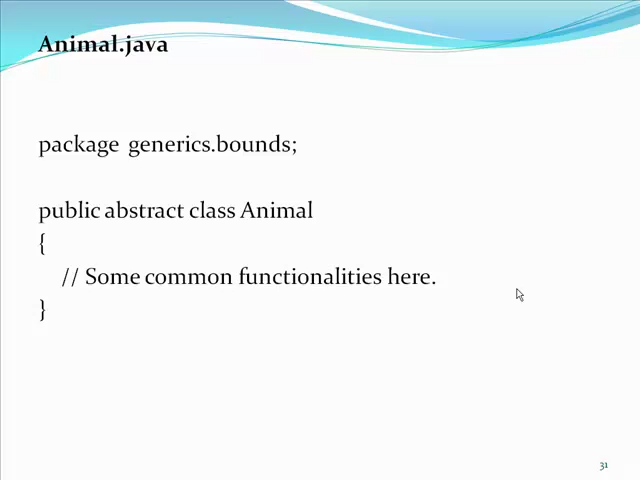 Animal.java
package generics.bounds;
public abstract class Animal
{
// Some common functionalities here.
}
31